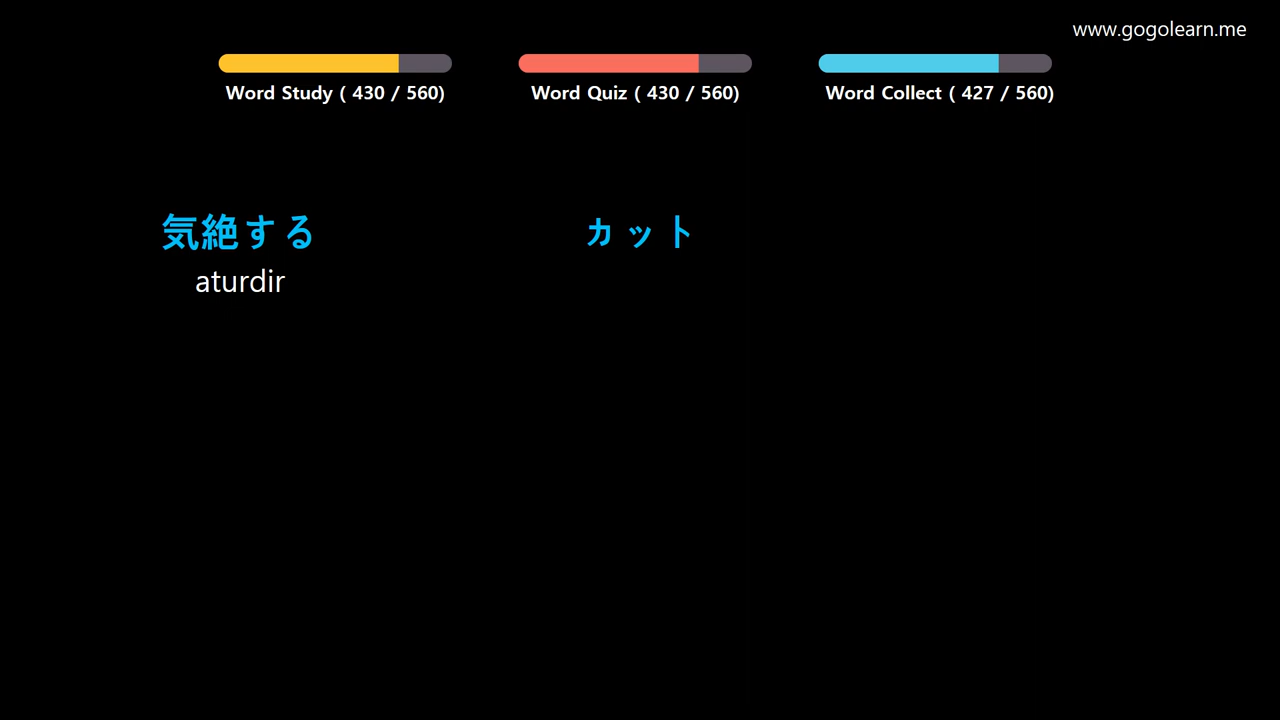 www.gogolearn.me
Word Study ( 430 / 560)
Word Quiz ( 430 / 560)
Word Collect ( 427 / 560)
気絶する
aturdir
カット